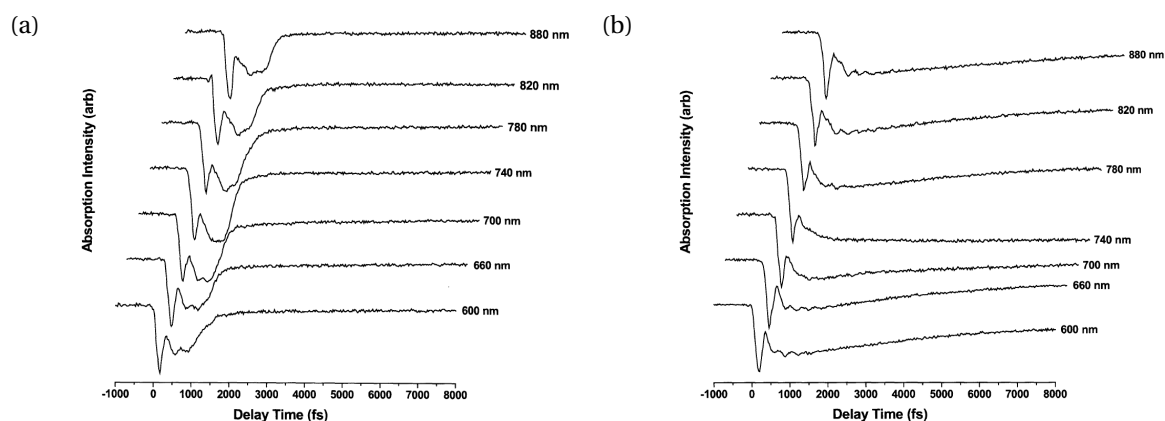 (a)
Absorption Intensity (arb)
880 nm
820 nm
780 nm
740 nm
700 nm
660 nm
600 nm
-1000 0 1000 2000 3000 4000 5000 6000 7000 8000
Delay Time (fs)
(b)
Absorption Intensity (arb)
880 nm
820 nm
780 nm
740 nm
700 nm
660 nm
600 nm
-1000 0 1000 2000 3000 4000 5000 6000 7000 8000
Delay Time (fs)